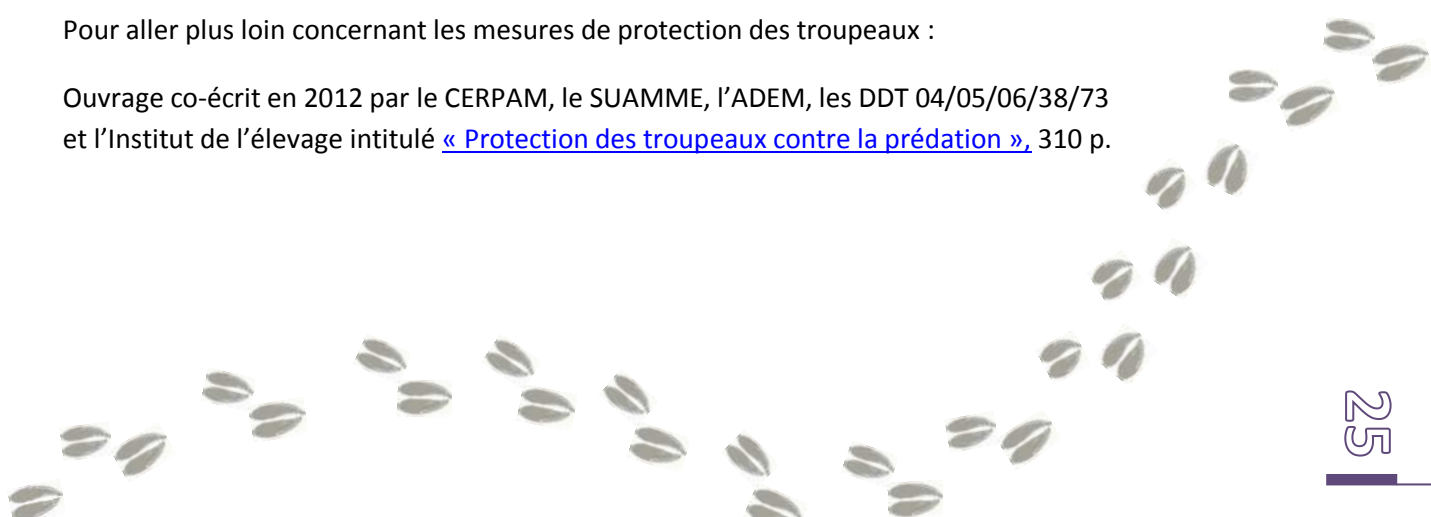 Pour aller plus loin concernant les mesures de protection des troupeaux :
Ouvrage co-écrit en 2012 par le CERPAM, le SUAMME, l’ADEM, les DDT 04/05/06/38/73
et l’Institut de l’élevage intitulé « Protection des troupeaux contre la prédation », 310 p.
25